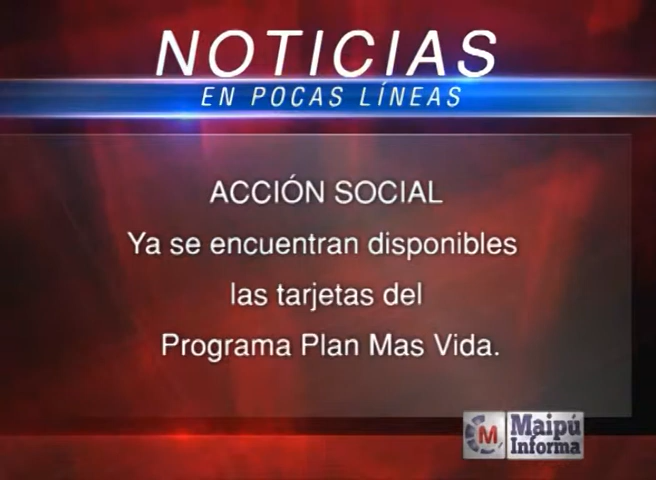 NOTICIAS
EN POCAS LÍNEAS
ACCIÓN SOCIAL
Ya se encuentran disponibles
las tarjetas del
Programa Plan Mas Vida.
M Maipú
Informa